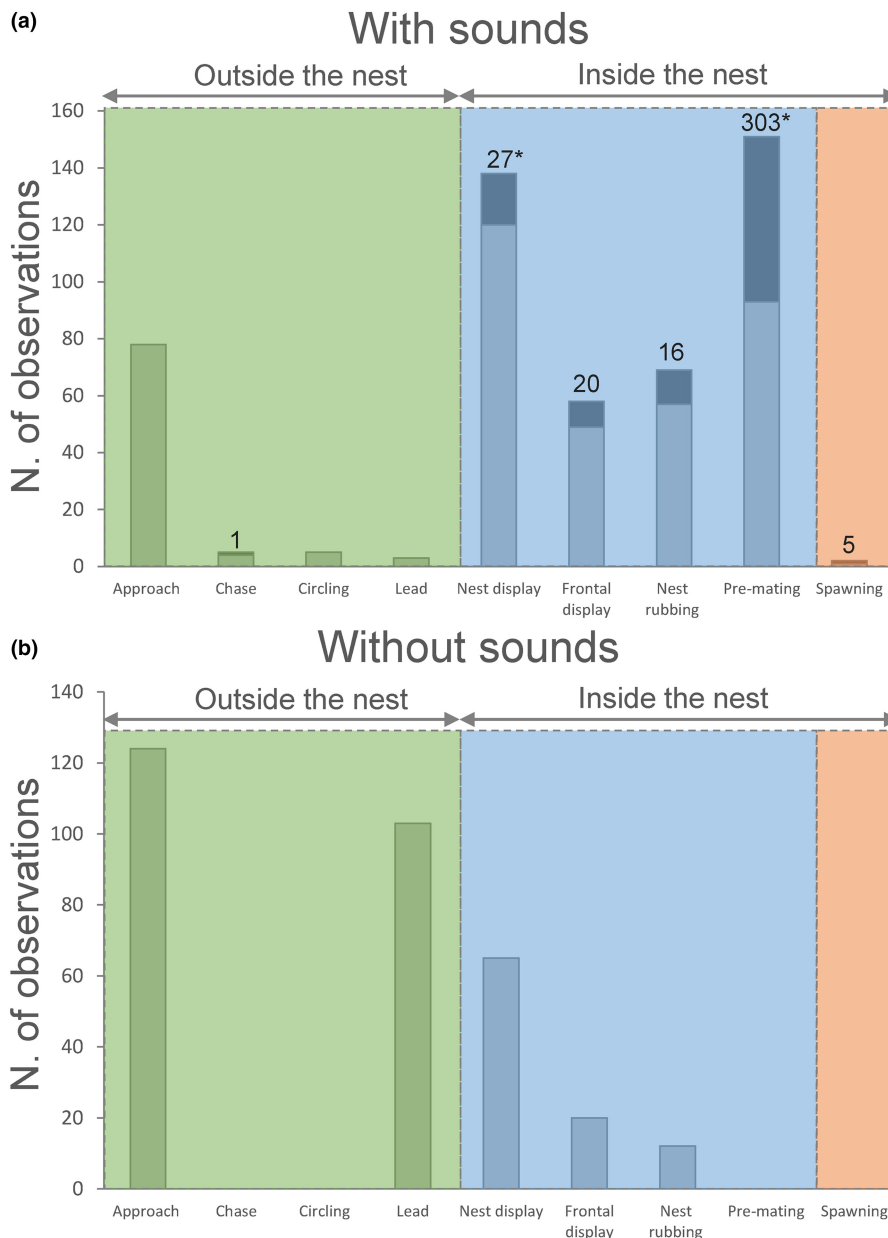 (a)
With sounds
Outside the nest
Inside the nest
N. of observations
160
140
120
100
80
60
40
20
0
1
27*
20
16
303*
5
Approach
Chase
Circling
Lead
Nest display
Frontal
display
Nest
rubbing
Pre-mating
Spawning
(b)
Without sounds
Outside the nest
Inside the nest
N. of observations
140
120
100
80
60
40
20
0
Approach
Chase
Circling
Lead
Nest display
Frontal
display
Nest
rubbing
Pre-mating
Spawning